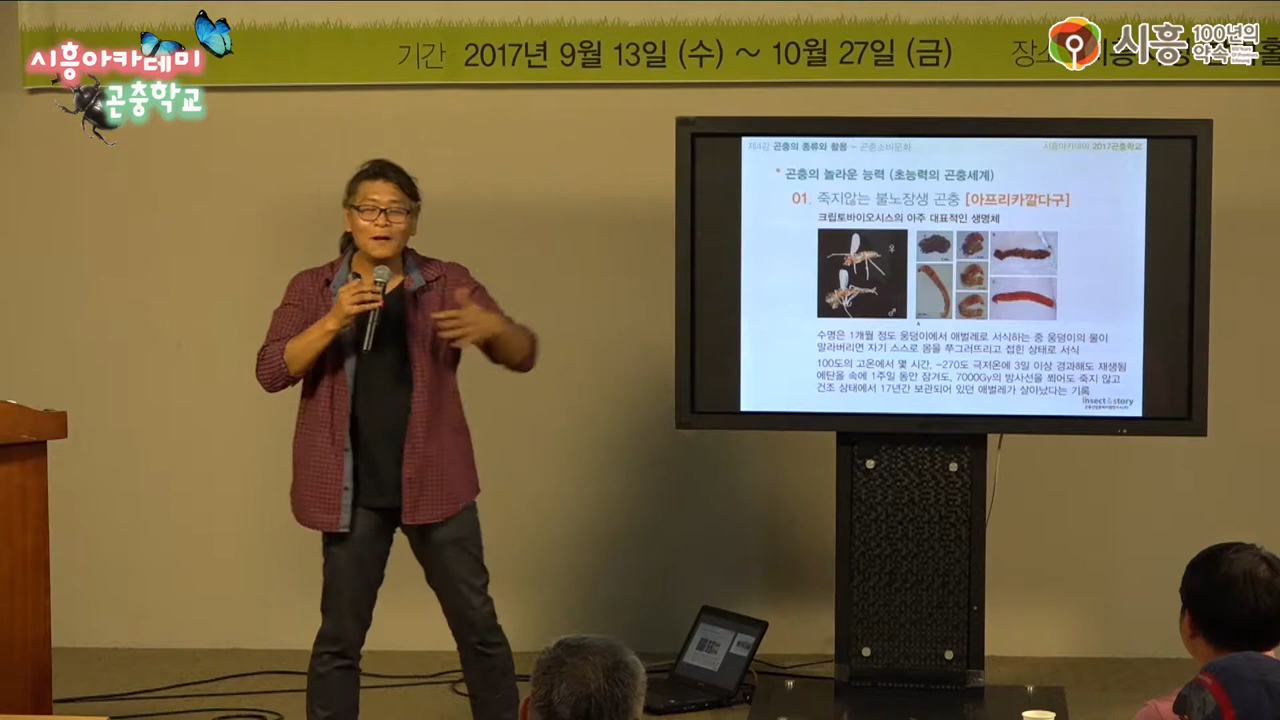 시흥아카데미
곤충학교
기간 2017년 9월 13일 (수) ~ 10월 27일 (금)
시흥 100년의 약속
제4강 곤충의 종류와 활용 - 곤충소비문화
시흥아카데미 2017곤충학교
* 곤충의 놀라운 능력 (초능력의 곤충세계)
01. 죽지않는 불노장생 곤충 [아프리카깔다구]
크립토바이오시스의 아주 대표적인 생명체
♀
♂
수명은 1개월 정도 웅덩이에서 애벌레로 서식하는 중 웅덩이의 물이
말라버리면 자기 스스로 몸을 쭈그러뜨리고 접힌 상태로 서식
100도의 고온에서 몇 시간, -270도 극저온에 3일 이상 경과해도 재생됨
에탄올 속에 1주일 동안 잠겨도, 7000Gy의 방사선을 쬐어도 죽지 않고
건조 상태에서 17년간 보관되어 있던 애벌레가 살아났다는 기록
insect & story